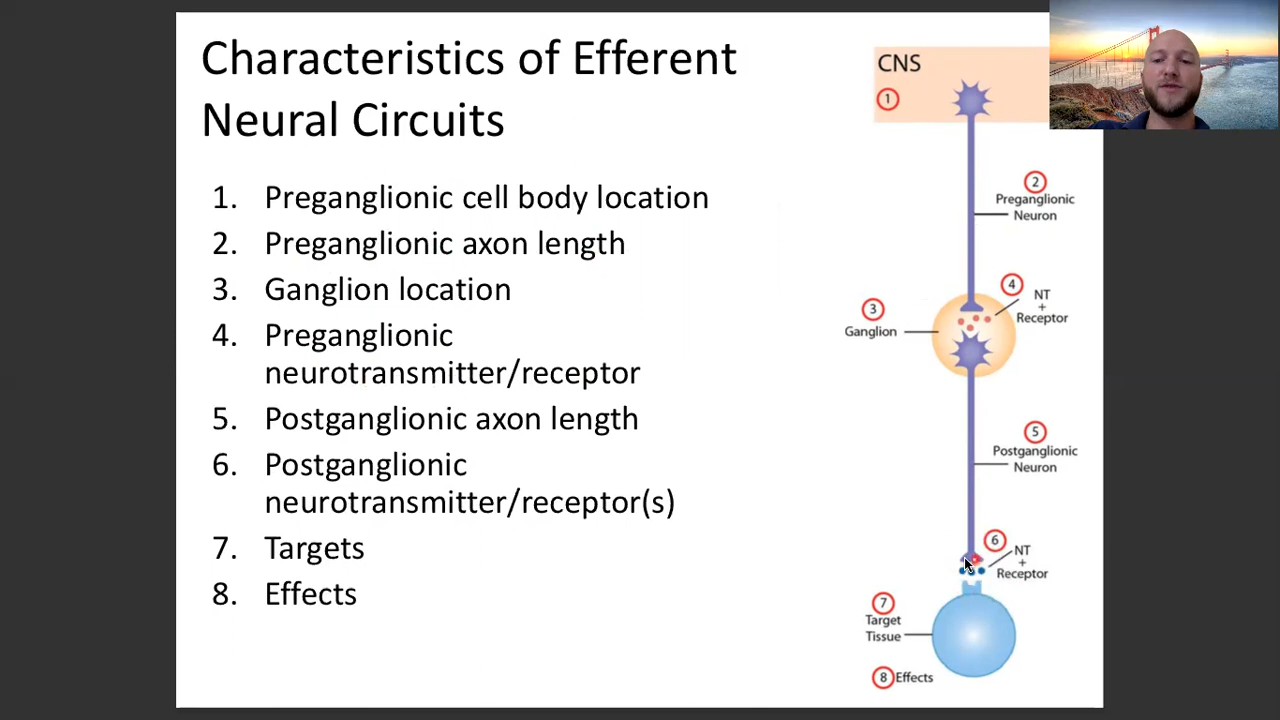 Characteristics of Efferent
Neural Circuits
1. Preganglionic cell body location
2. Preganglionic axon length
3. Ganglion location
4. Preganglionic
neurotransmitter/receptor
5. Postganglionic axon length
6. Postganglionic
neurotransmitter/receptor(s)
7. Targets
8. Effects
CNS
1
2
Preganglionic
Neuron
4
NT
+
Receptor
3
Ganglion
5
Postganglionic
Neuron
6
NT
+
Receptor
7
Target
Tissue
8 Effects